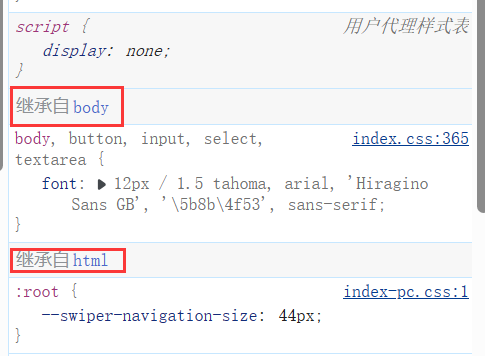 script {
用户代理样式表
display: none;
}
继承自 body
body, button, input, select,
index.css:365
textarea {
font: ▶ 12px / 1.5 tahoma, arial, 'Hiragino
Sans GB', '\5b8b\4f53', sans-serif;
}
继承自 html
:root {
index-pc.css:1
--swiper-navigation-size: 44px;
}